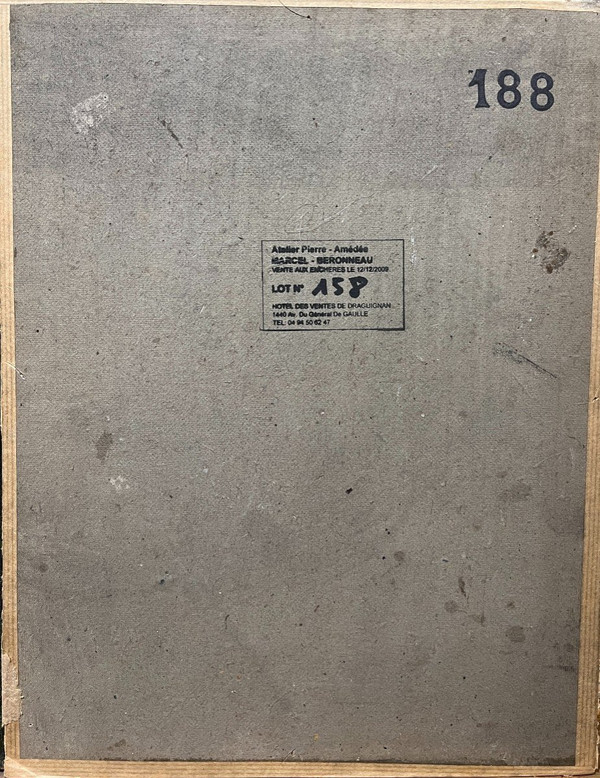 188
Atelier Pierre - Amédée
MARCEL - BERONNEAU
VENTE AUX ENCHÈRES LE 12/12/2009
LOT N° 158
HOTEL DES VENTES DE DRAGUIGNAN
1440 Av. Du Général De GAULLE
TEL: 04 94 50 62 47